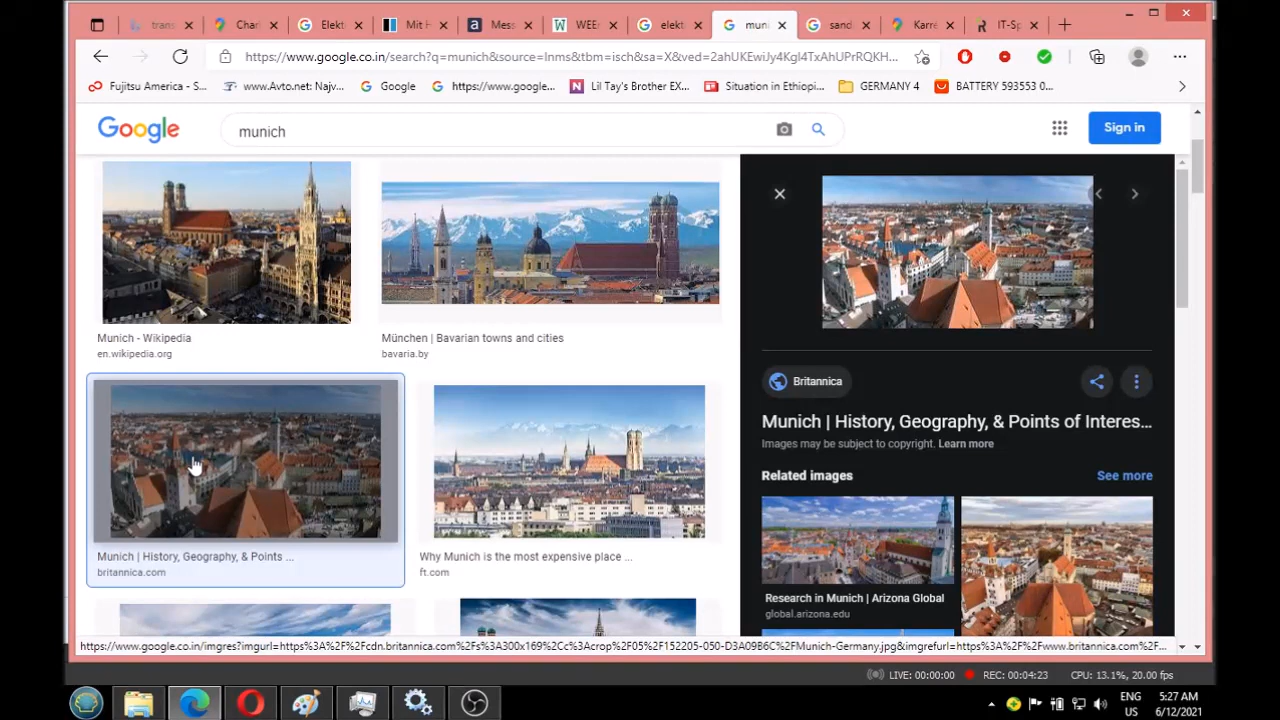 trans
Charl
Elekt
Mit F
Mess
WEE
elekt
muni
sand
Karre
IT-Sp
https://www.google.co.in/search?q=munich&source=lnms&tbm=isch&sa=X&ved=2ahUKEwiJy4KgI4TxAhUPrRQKH...
Fujitsu America - S...
www.Avto.net: Najv...
Google
https://www.google...
Lil Tay's Brother EX...
Situation in Ethiopi...
GERMANY 4
BATTERY 593553 0...
Google
munich
Sign in
Munich - Wikipedia
en.wikipedia.org
München | Bavarian towns and cities
bavaria.by
Britannica
Munich | History, Geography, & Points of Interes...
Images may be subject to copyright. Learn more
Related images
See more
Munich | History, Geography, & Points ...
britannica.com
Why Munich is the most expensive place ...
ft.com
Research in Munich | Arizona Global
global.arizona.edu
https://www.google.co.in/imgres?imgurl=https%3A%2F%2Fcdn.britannica.com%2Fs%3A300x169%2Cc%3Acrop%2F05%2F152205-050-D3A09B6C%2FMunich-Germany.jpg&imgrefurl=https%3A%2F%2Fwww.britannica.com%2F...
LIVE: 00:00:00
REC: 00:04:23
CPU: 13.1%, 20.00 fps
ENG
US
5:27 AM
6/12/2021